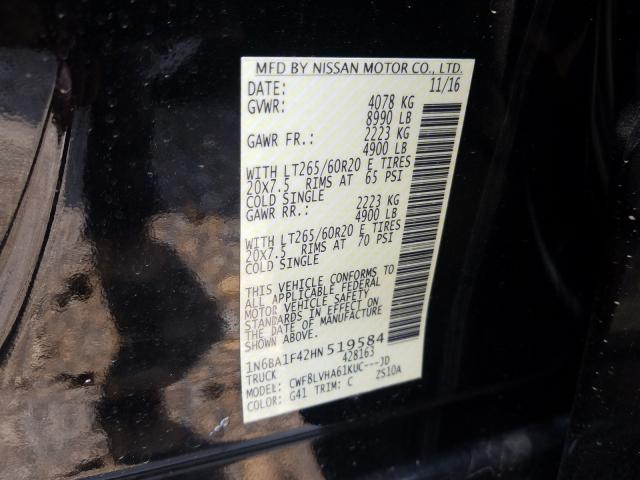 MFD BY NISSAN MOTOR CO., LTD.
DATE: 11/16
GVWR: 4078 KG
8990 LB
GAWR FR.: 2223 KG
4900 LB
WITH LT265/60R20 E TIRES
20X7.5 RIMS AT 65 PSI
COLD SINGLE
GAWR RR.: 2223 KG
4900 LB
WITH LT265/60R20 E TIRES
20X7.5 RIMS AT 70 PSI
COLD SINGLE
THIS VEHICLE CONFORMS TO
ALL APPLICABLE FEDERAL
MOTOR VEHICLE SAFETY
STANDARDS IN EFFECT ON
THE DATE OF MANUFACTURE
SHOWN ABOVE.
1N6BA1F42HN519584
TRUCK 428163
MODEL: CWF8LVHA61KUC---JD
COLOR: G41 TRIM: C ZS10A